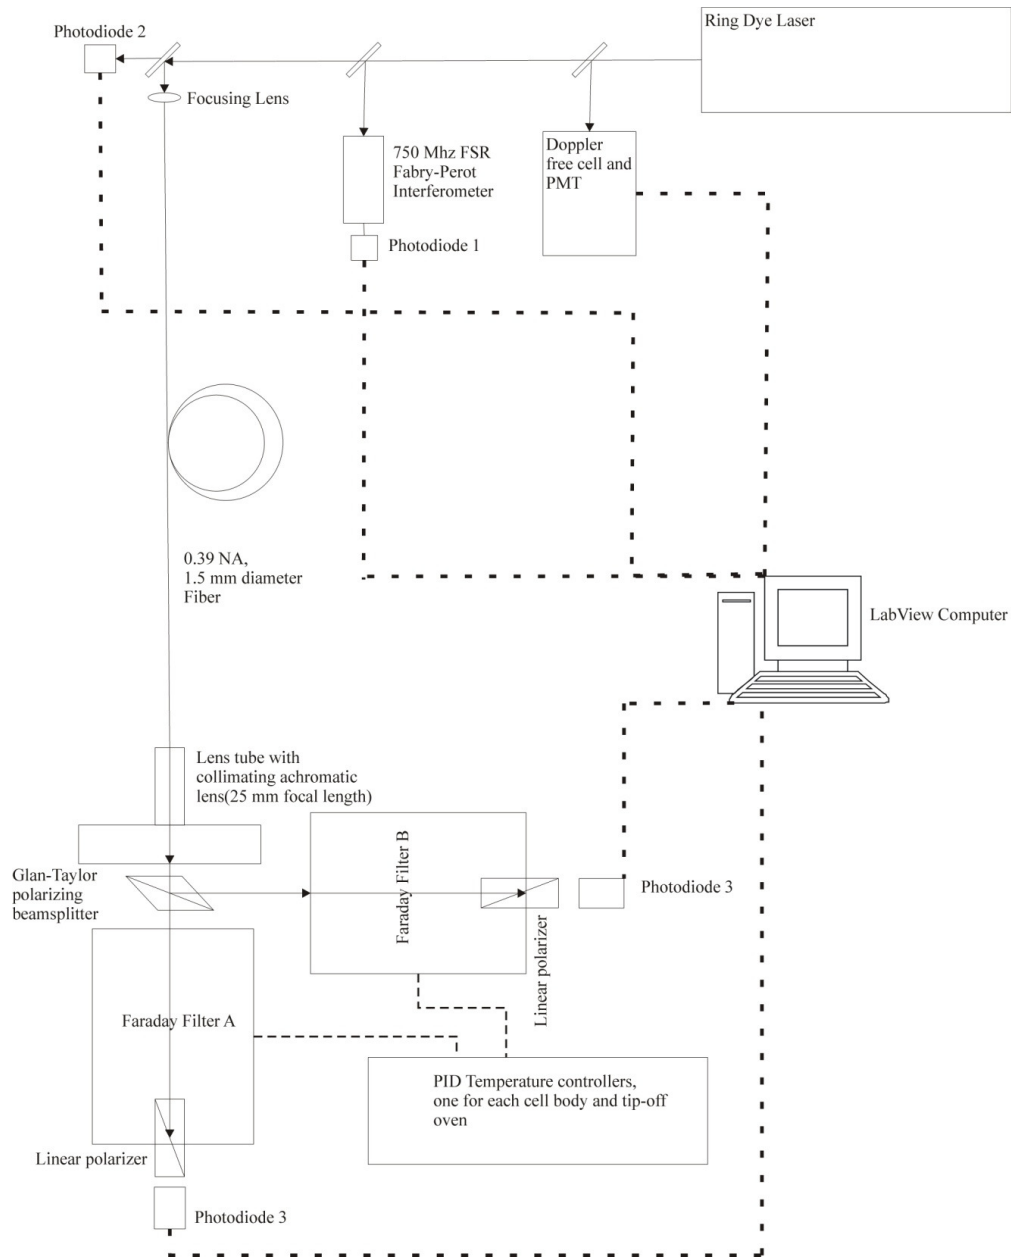 Ring Dye Laser
Photodiode 2
Focusing Lens
750 Mhz FSR
Fabry-Perot
Interferometer
Doppler
free cell and
PMT
Photodiode 1
0.39 NA,
1.5 mm diameter
Fiber
LabView Computer
Lens tube with
collimating achromatic
lens(25 mm focal length)
Glan-Taylor
polarizing
beamsplitter
Faraday Filter B
Linear polarizer
Photodiode 3
Faraday Filter A
PID Temperature controllers,
one for each cell body and tip-off
oven
Linear polarizer
Photodiode 3